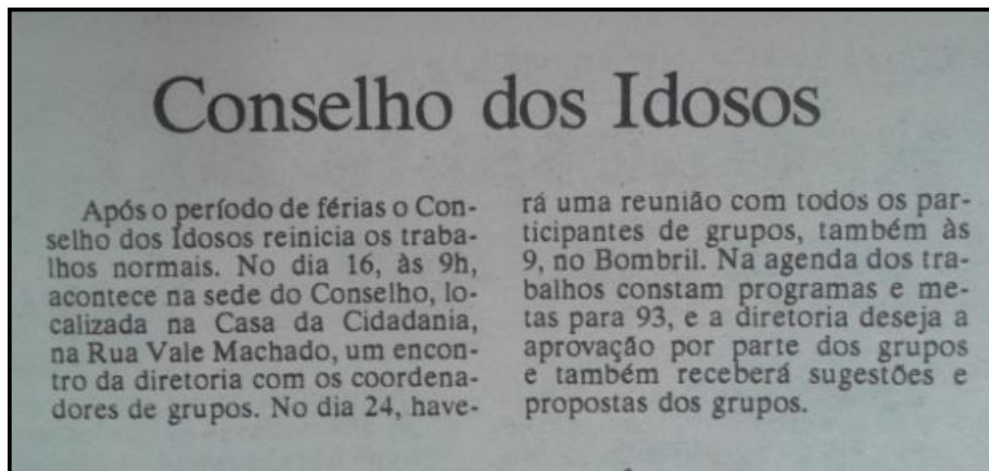 Conselho dos Idosos
Após o período de férias o Con-
selho dos Idosos reinicia os traba-
lhos normais. No dia 16, às 9h,
acontece na sede do Conselho, lo-
calizada na Casa da Cidadania,
na Rua Vale Machado, um encon-
tro da diretoria com os coordena-
dores de grupos. No dia 24, have-
rá uma reunião com todos os par-
ticipantes de grupos, também às
9, no Bombril. Na agenda dos tra-
balhos constam programas e me-
tas para 93, e a diretoria deseja a
aprovação por parte dos grupos
e também receberá sugestões e
propostas dos grupos.